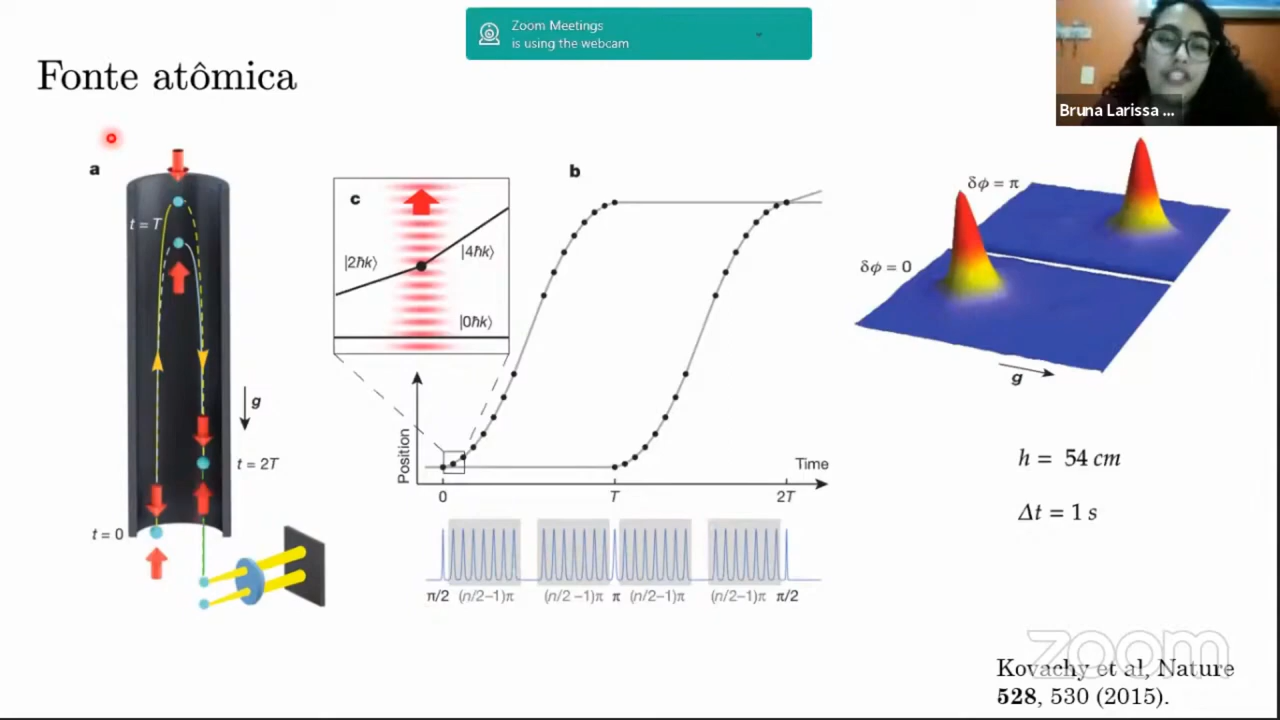 Zoom Meetings
is using the webcam
Fonte atômica
Bruna Larissa ...
a
t = T
g
t = 2T
t = 0
b
c
|2ħk⟩
|4ħk⟩
|0ħk⟩
Position
Time
0
T
2T
π/2 (n/2–1)π (n/2 –1)π π (n/2–1)π (n/2–1)π π/2
δϕ = π
δϕ = 0
g
h = 54 cm
Δt = 1 s
zoom
Kovachy et al, Nature
528, 530 (2015).